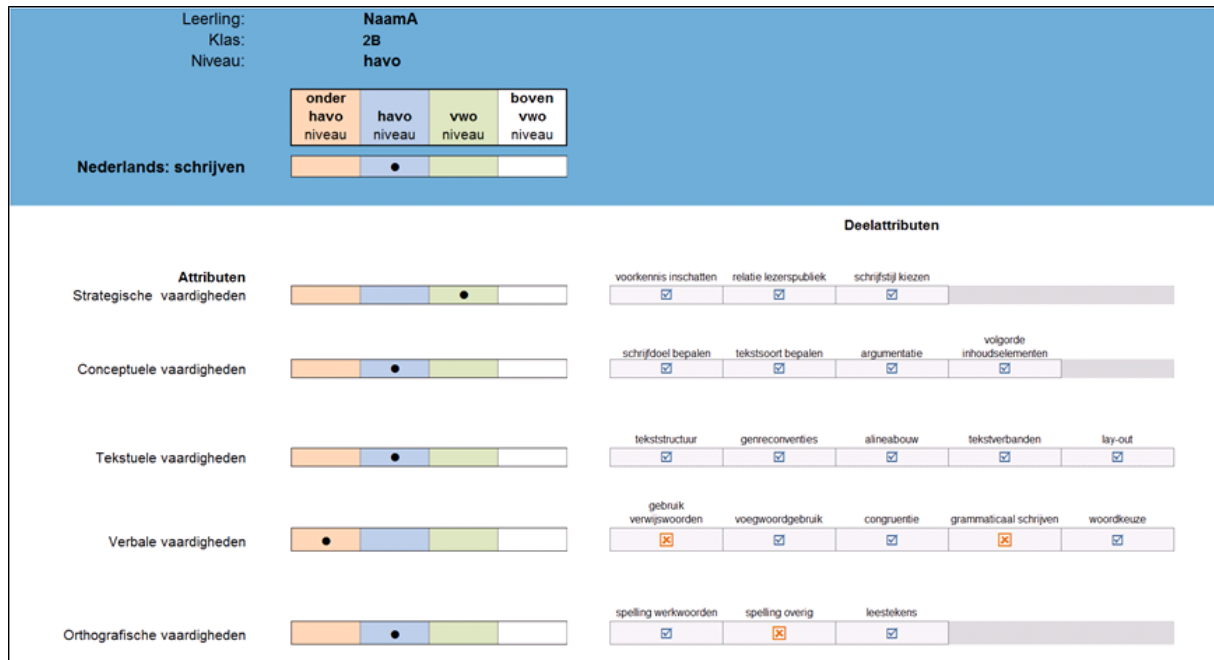 Leerling: NaamA
Klas: 2B
Niveau: havo
onder havo niveau
havo niveau
vwo niveau
boven vwo niveau
Nederlands: schrijven
Deelattributen
Attributen
Strategische vaardigheden
voorkennis inschatten
relatie lezerspubliek
schrijfstijl kiezen
Conceptuele vaardigheden
schrijfdoel bepalen
tekstsoort bepalen
argumentatie
volgorde
inhoudselementen
Tekstuele vaardigheden
tekststructuur
genreconventies
alineabouw
tekstverbanden
lay-out
Verbale vaardigheden
gebruik
verwijswoorden
voegwoordgebruik
congruentie
grammaticaal schrijven
woordkeuze
Orthografische vaardigheden
spelling werkwoorden
spelling overig
leestekens